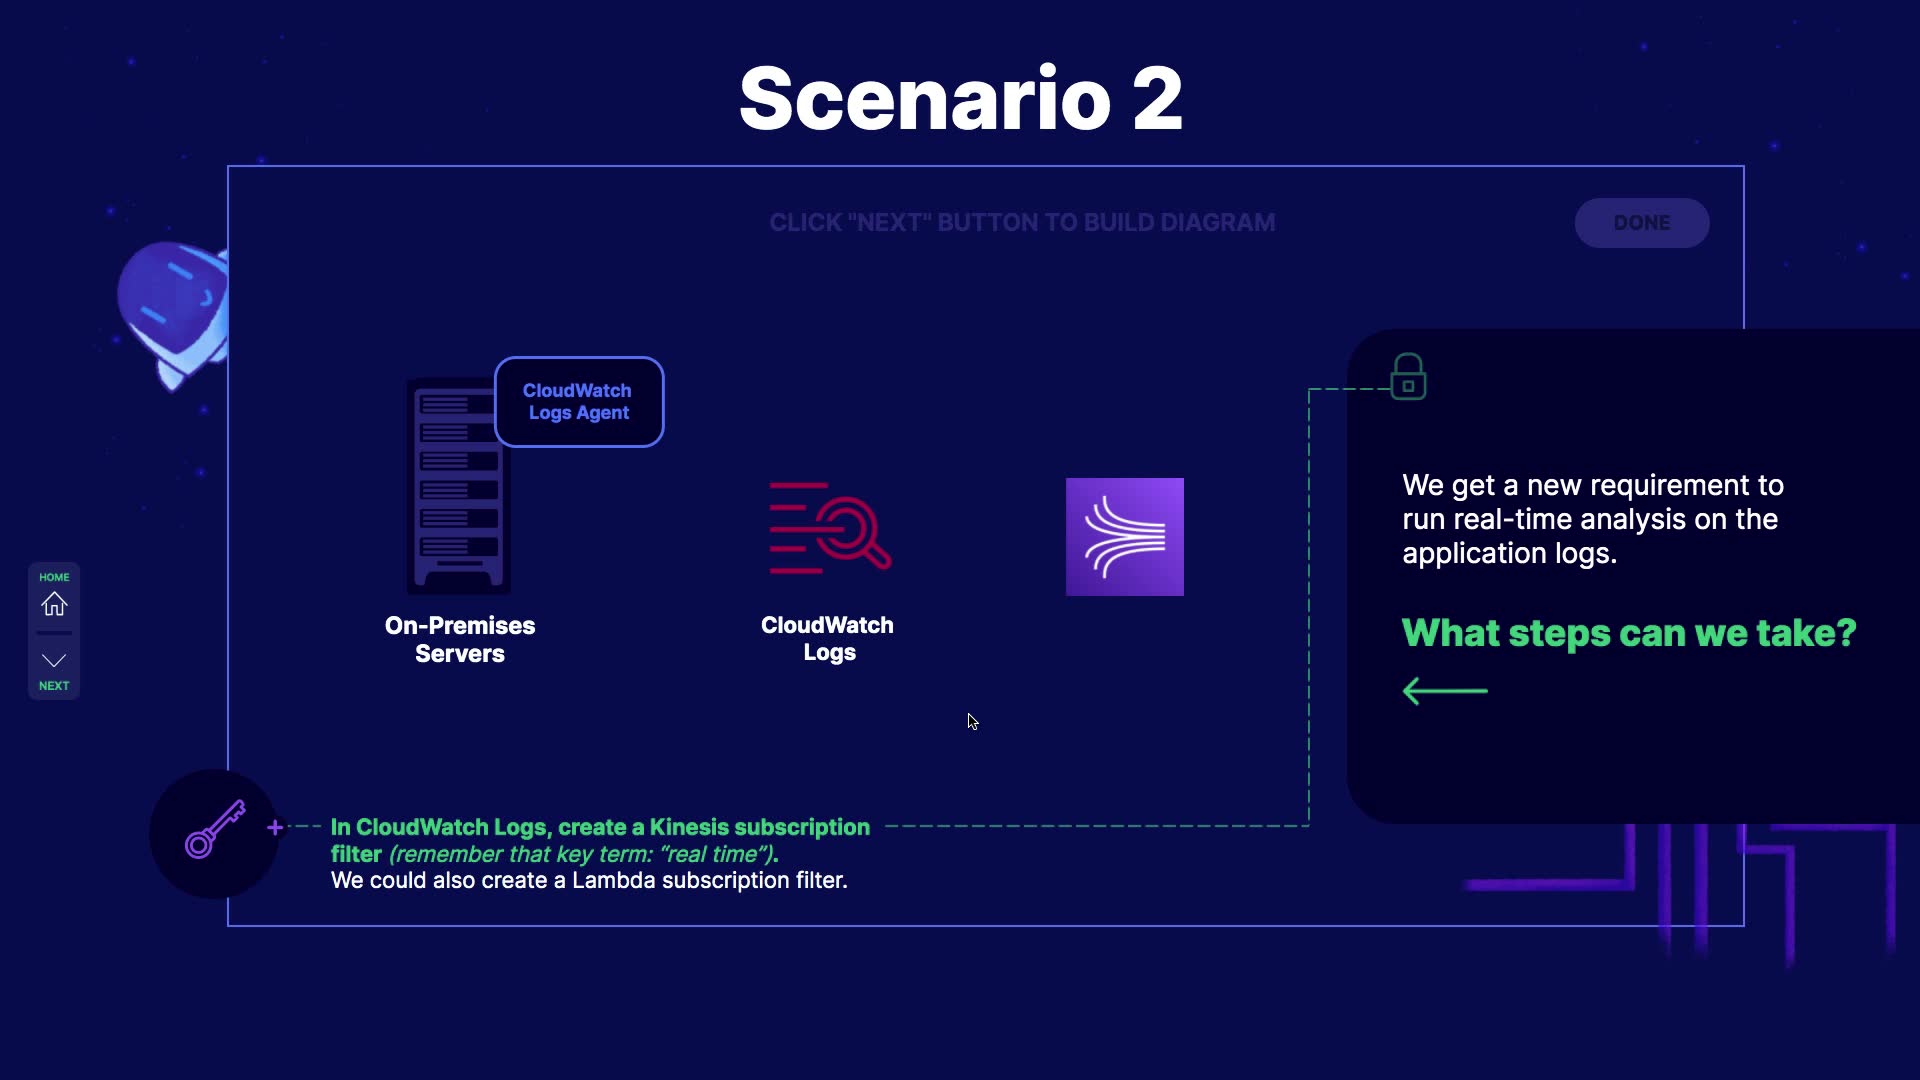 Scenario 2
CLICK "NEXT" BUTTON TO BUILD DIAGRAM
DONE
CloudWatch
Logs Agent
On-Premises
Servers
CloudWatch
Logs
We get a new requirement to
run real-time analysis on the
application logs.
What steps can we take?
HOME
NEXT
In CloudWatch Logs, create a Kinesis subscription
filter (remember that key term: “real time”).
We could also create a Lambda subscription filter.